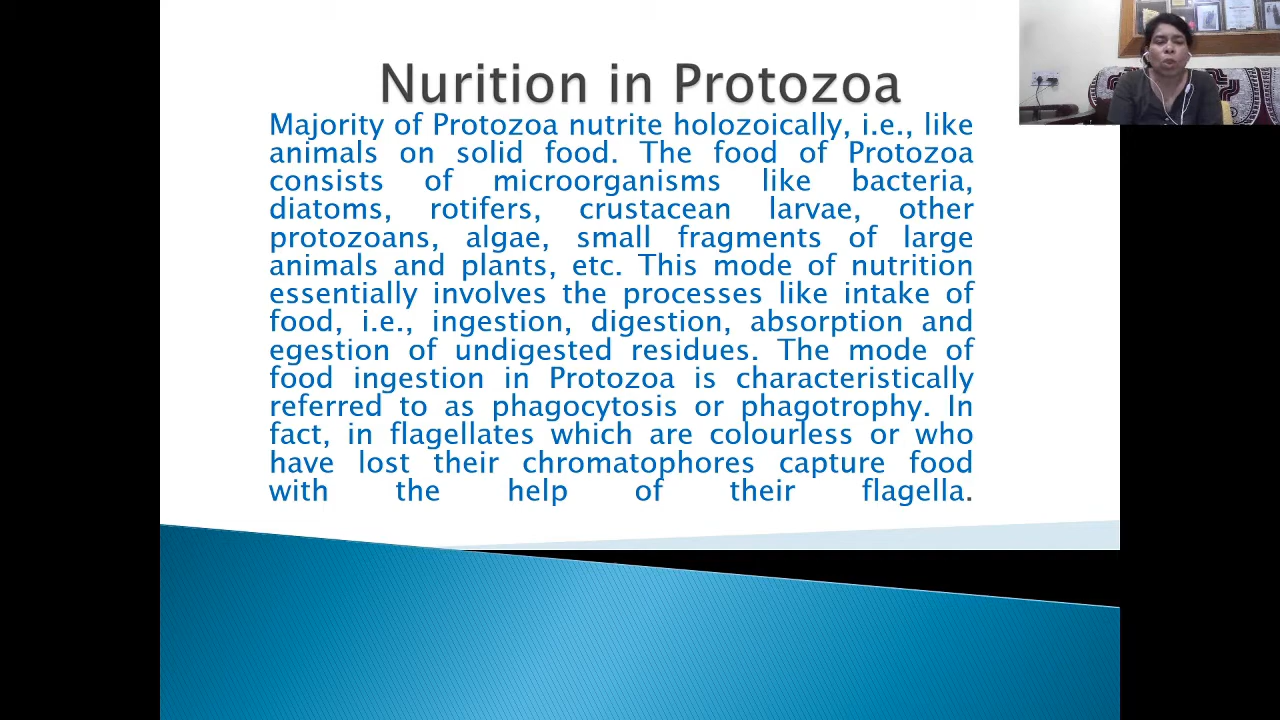 Nurition in Protozoa
Majority of Protozoa nutrite holozoically, i.e., like
animals on solid food. The food of Protozoa
consists of microorganisms like bacteria,
diatoms, rotifers, crustacean larvae, other
protozoans, algae, small fragments of large
animals and plants, etc. This mode of nutrition
essentially involves the processes like intake of
food, i.e., ingestion, digestion, absorption and
egestion of undigested residues. The mode of
food ingestion in Protozoa is characteristically
referred to as phagocytosis or phagotrophy. In
fact, in flagellates which are colourless or who
have lost their chromatophores capture food
with the help of their flagella.